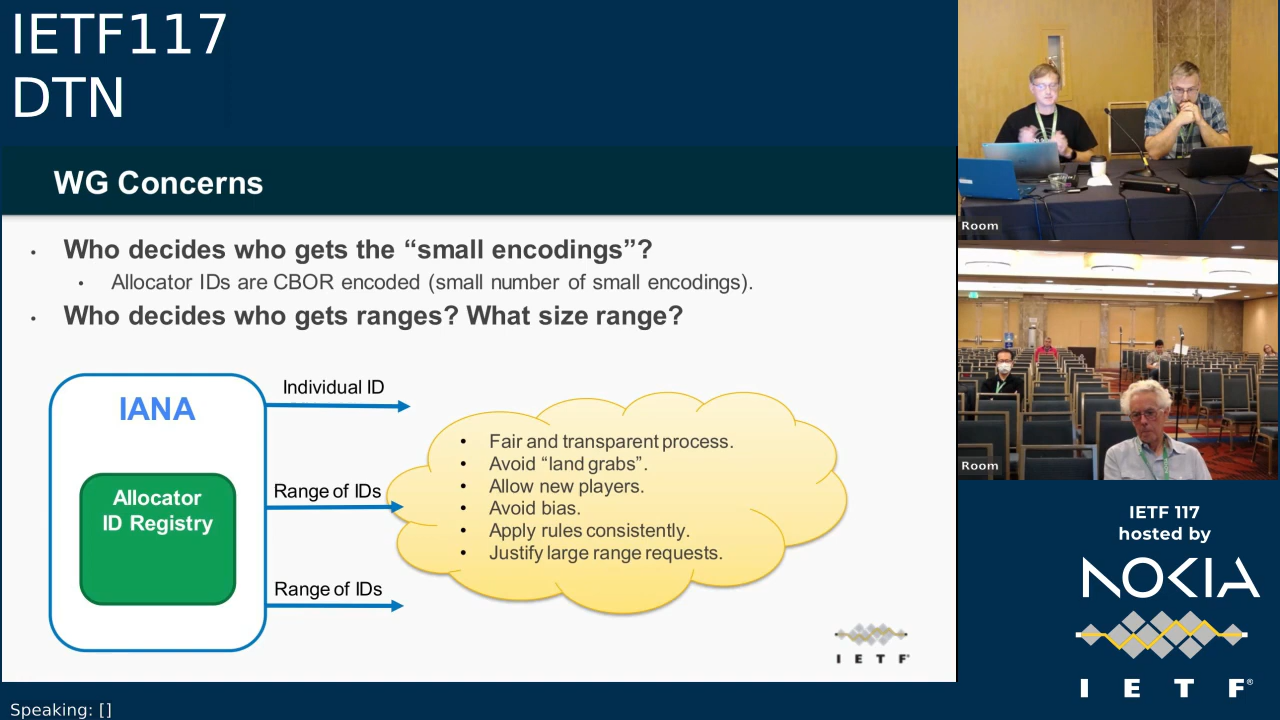 IETF117
DTN
WG Concerns
• Who decides who gets the “small encodings”?
• Allocator IDs are CBOR encoded (small number of small encodings).
• Who decides who gets ranges? What size range?
IANA
Allocator
ID Registry
Individual ID
Range of IDs
Range of IDs
• Fair and transparent process.
• Avoid “land grabs”.
• Allow new players.
• Avoid bias.
• Apply rules consistently.
• Justify large range requests.
I E T F®
Room
Room
IETF 117
hosted by
NOKIA
I E T F®
Speaking: []